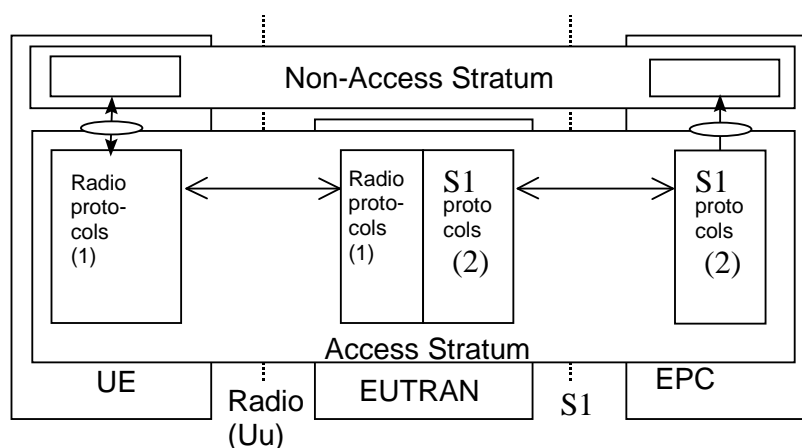 Non-Access Stratum
Radio
proto-
cols
(1)
Radio
proto-
cols
(1)
S1
proto
cols
(2)
S1
proto
cols
(2)
Access Stratum
UE
Radio
(Uu)
EUTRAN
S1
EPC